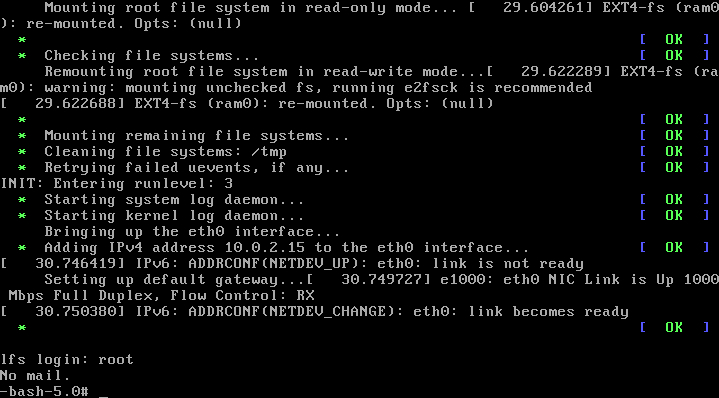 Mounting root file system in read-only mode... [   29.604261] EXT4-fs (ram0
): re-mounted. Opts: (null)
*                                                                                [  OK  ]
*  Checking file systems...
Remounting root file system in read-write mode...[   29.622289] EXT4-fs (ra
m0): warning: mounting unchecked fs, running e2fsck is recommended
[   29.622688] EXT4-fs (ram0): re-mounted. Opts: (null)
*                                                                                [  OK  ]
*  Mounting remaining file systems...                                            [  OK  ]
*  Cleaning file systems: /tmp                                                   [  OK  ]
*  Retrying failed uevents, if any...                                            [  OK  ]
INIT: Entering runlevel: 3
*  Starting system log daemon...                                                 [  OK  ]
*  Starting kernel log daemon...                                                 [  OK  ]
Bringing up the eth0 interface...
*  Adding IPv4 address 10.0.2.15 to the eth0 interface...                        [  OK  ]
[   30.746419] IPv6: ADDRCONF(NETDEV_UP): eth0: link is not ready
Setting up default gateway...[   30.749727] e1000: eth0 NIC Link is Up 1000
Mbps Full Duplex, Flow Control: RX
[   30.750380] IPv6: ADDRCONF(NETDEV_CHANGE): eth0: link becomes ready
*                                                                                [  OK  ]
lfs login: root
No mail.
-bash-5.0# _